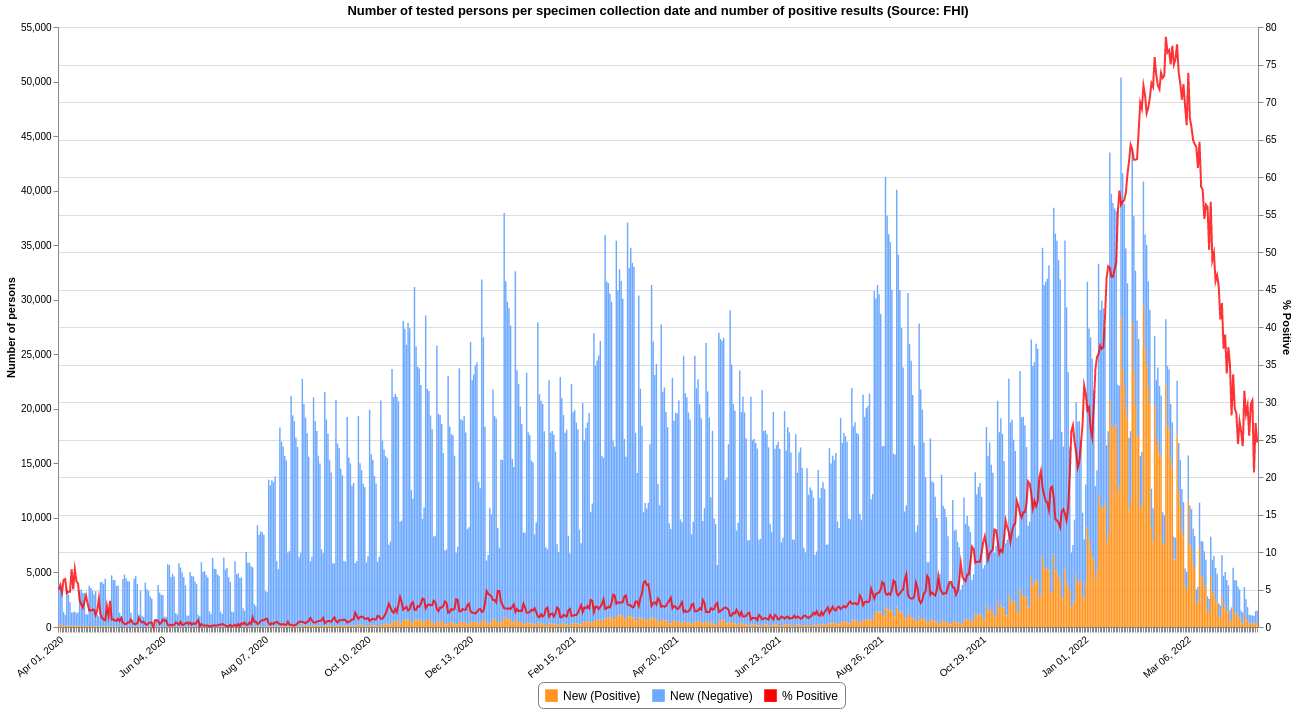 Number of tested persons per specimen collection date and number of positive results (Source: FHI)
55,000
50,000
45,000
40,000
35,000
30,000
25,000
20,000
15,000
10,000
5,000
0
Number of persons
80
75
70
65
60
55
50
45
40
35
30
25
20
15
10
5
0
% Positive
Apr 01, 2020
Jun 04, 2020
Aug 07, 2020
Oct 10, 2020
Dec 13, 2020
Feb 15, 2021
Apr 20, 2021
Jun 23, 2021
Aug 26, 2021
Oct 29, 2021
Jan 01, 2022
Mar 06, 2022
New (Positive) New (Negative) % Positive